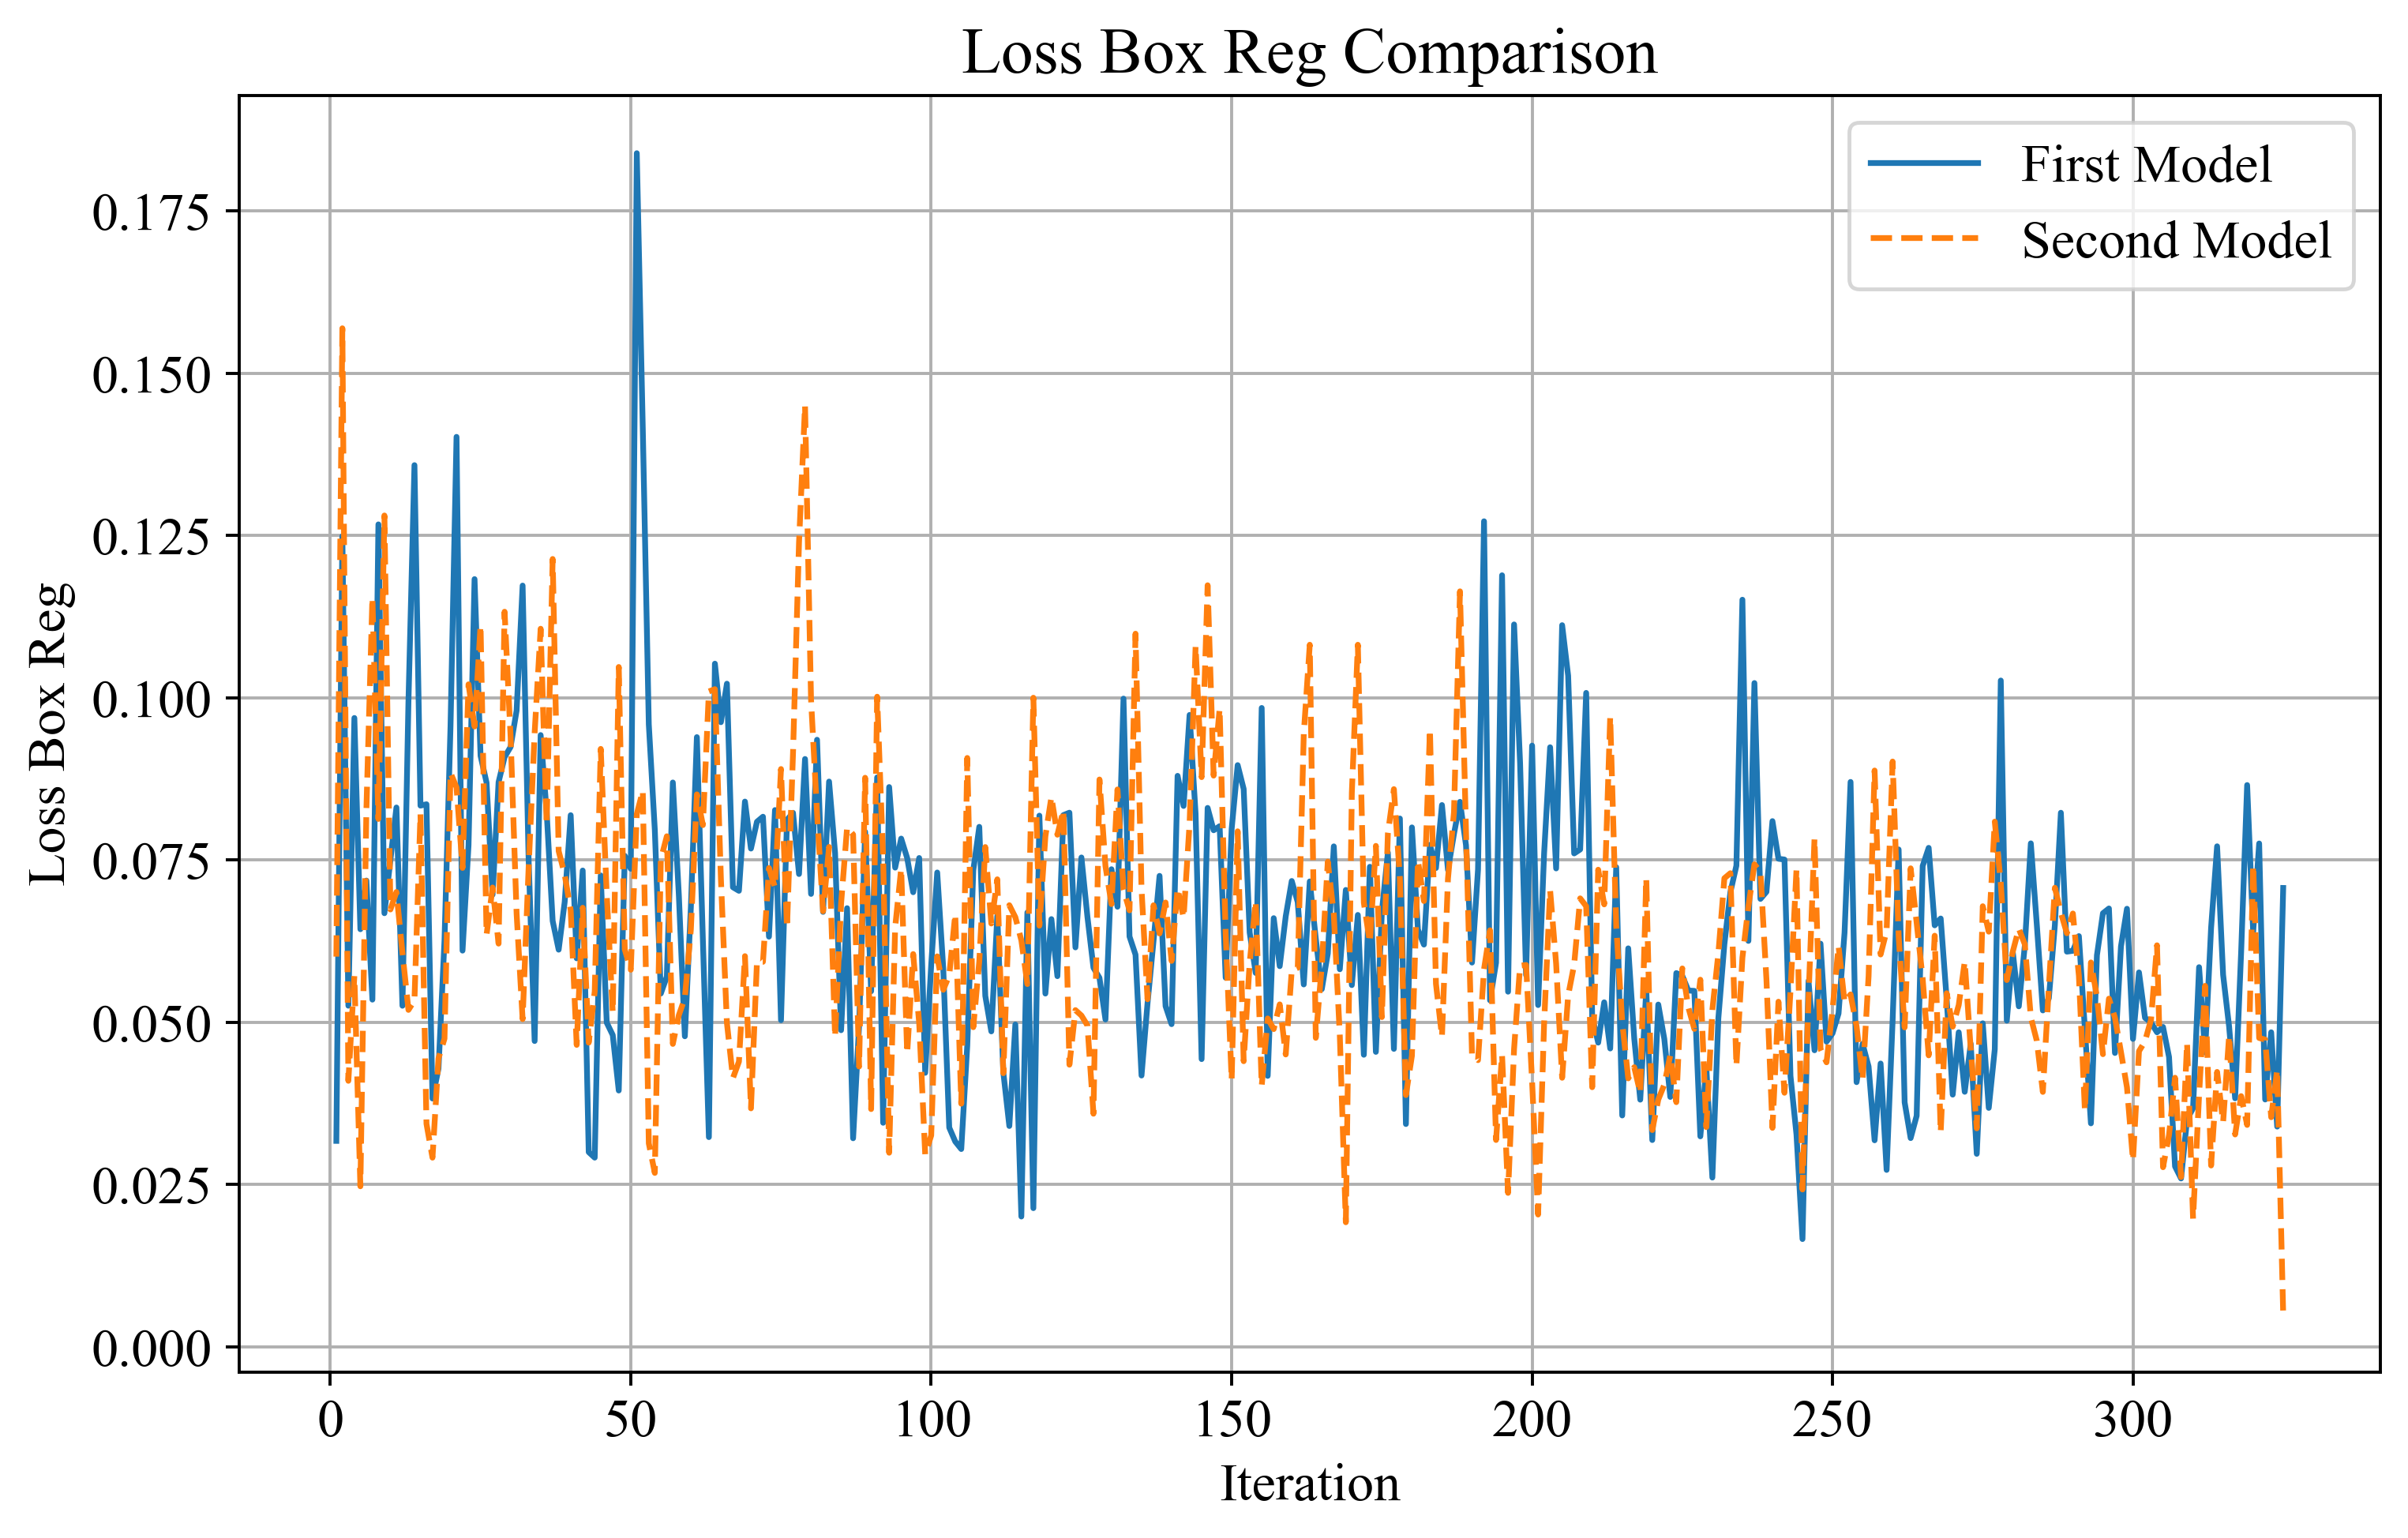 Loss Box Reg Comparison
First Model
Second Model
Loss Box Reg
0.175
0.150
0.125
0.100
0.075
0.050
0.025
0.000
0 50 100 150 200 250 300
Iteration